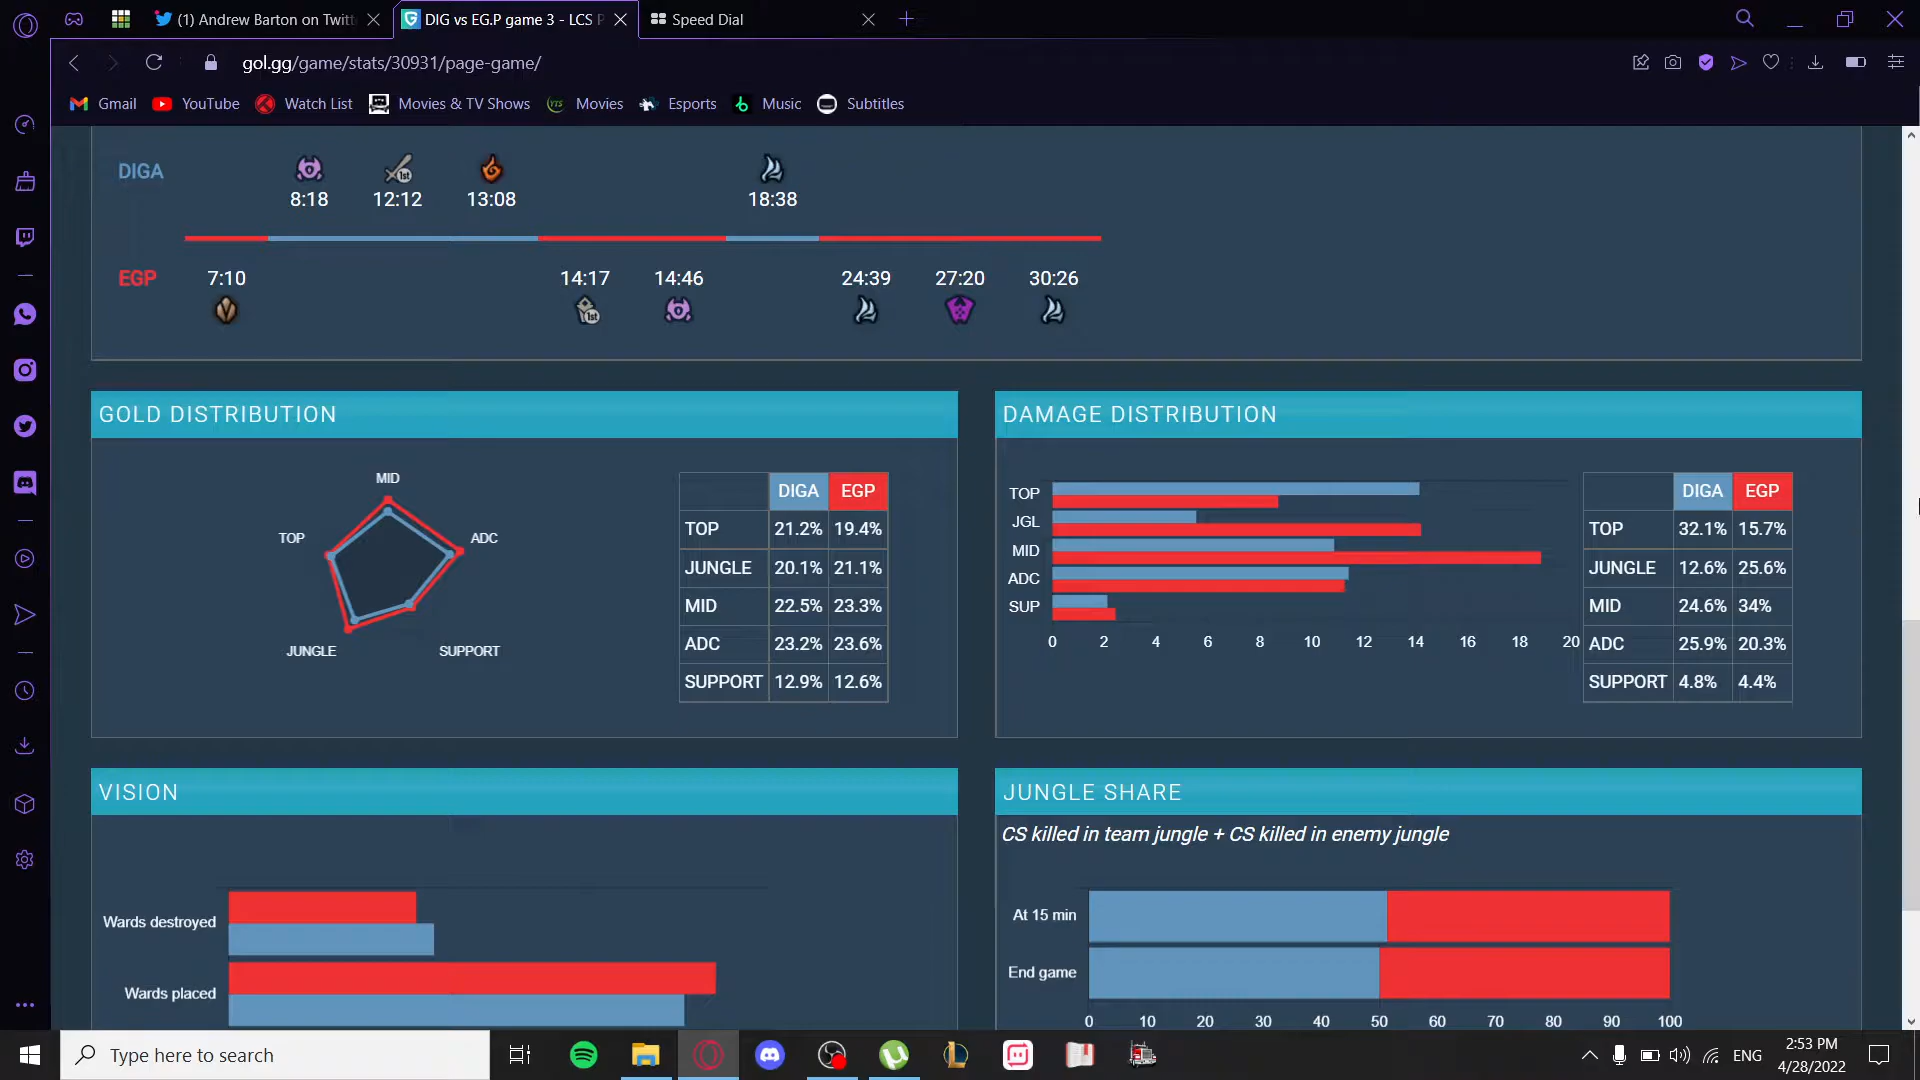 (1) Andrew Barton on Twitt
DIG vs EG.P game 3 - LCS P
Speed Dial
gol.gg/game/stats/30931/page-game/
Gmail
YouTube
Watch List
Movies & TV Shows
YTS
Movies
Esports
Music
Subtitles
DIGA
8:18
12:12
13:08
18:38
1st
EGP
7:10
14:17
14:46
24:39
27:20
30:26
1st
GOLD DISTRIBUTION
MID
TOP
ADC
JUNGLE
SUPPORT
DIGA EGP
TOP 21.2% 19.4%
JUNGLE 20.1% 21.1%
MID 22.5% 23.3%
ADC 23.2% 23.6%
SUPPORT 12.9% 12.6%
DAMAGE DISTRIBUTION
TOP
JGL
MID
ADC
SUP
0 2 4 6 8 10 12 14 16 18 20
DIGA EGP
TOP 32.1% 15.7%
JUNGLE 12.6% 25.6%
MID 24.6% 34%
ADC 25.9% 20.3%
SUPPORT 4.8% 4.4%
VISION
Wards destroyed
Wards placed
JUNGLE SHARE
CS killed in team jungle + CS killed in enemy jungle
At 15 min
End game
0 10 20 30 40 50 60 70 80 90 100
Type here to search
ENG
2:53 PM
4/28/2022